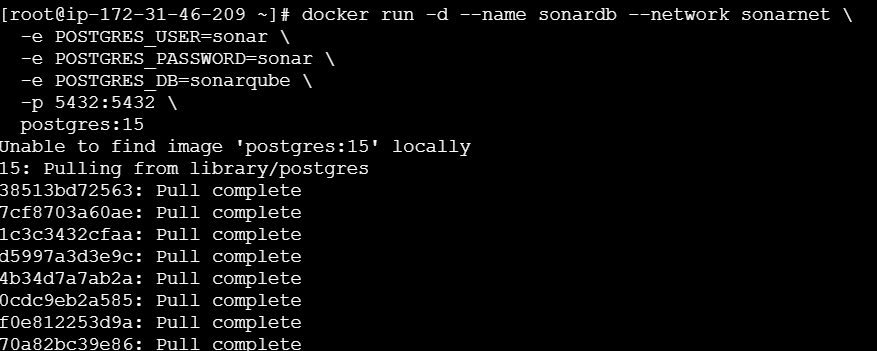 [root@ip-172-31-46-209 ~]# docker run -d --name sonardb --network sonarnet \
  -e POSTGRES_USER=sonar \
  -e POSTGRES_PASSWORD=sonar \
  -e POSTGRES_DB=sonarqube \
  -p 5432:5432 \
  postgres:15
Unable to find image 'postgres:15' locally
15: Pulling from library/postgres
38513bd72563: Pull complete
7cf8703a60ae: Pull complete
1c3c3432cfaa: Pull complete
d5997a3d3e9c: Pull complete
4b34d7a7ab2a: Pull complete
0cdc9eb2a585: Pull complete
f0e812253d9a: Pull complete
70a82bc39e86: Pull complete